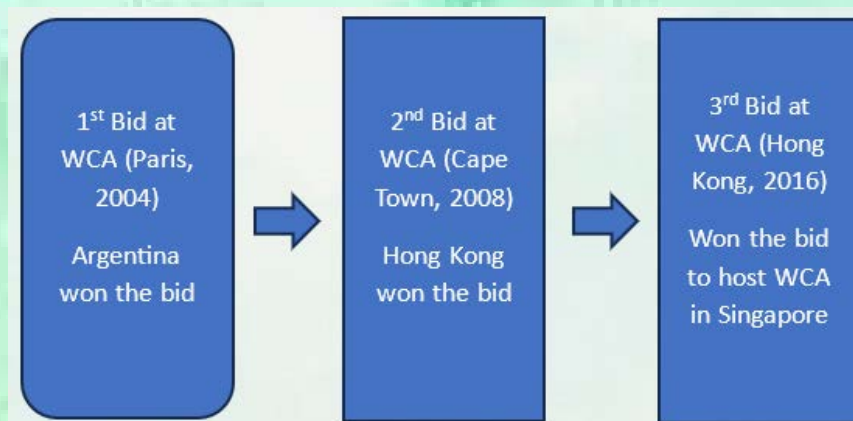 1st Bid at
WCA (Paris,
2004)
Argentina
won the bid
2nd Bid at
WCA (Cape
Town, 2008)
Hong Kong
won the bid
3rd Bid at
WCA (Hong
Kong, 2016)
Won the bid
to host WCA
in Singapore